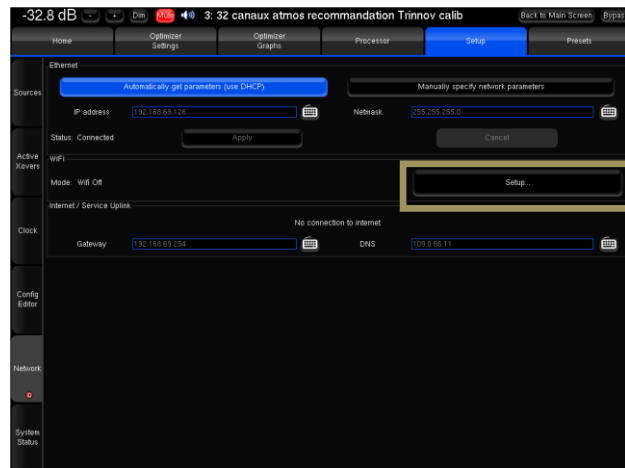 -32.8 dB - + Dim Mute 3: 32 canaux atmos recommandation Trinnov calib Back to Main Screen Bypas
Home Optimizer Settings Optimizer Graphs Processor Setup Presets
Sources
Active Xovers
Clock
Config Editor
Network
System Status
Ethernet
Automatically get parameters (use DHCP) Manually specify network parameters
IP address 192.168.69.126 Netmask 255.255.255.0
Status: Connected Apply Cancel
WiFi
Mode: Wifi Off Setup...
Internet / Service Uplink
No connection to internet
Gateway 192.168.69.254 DNS 109.0.66.11